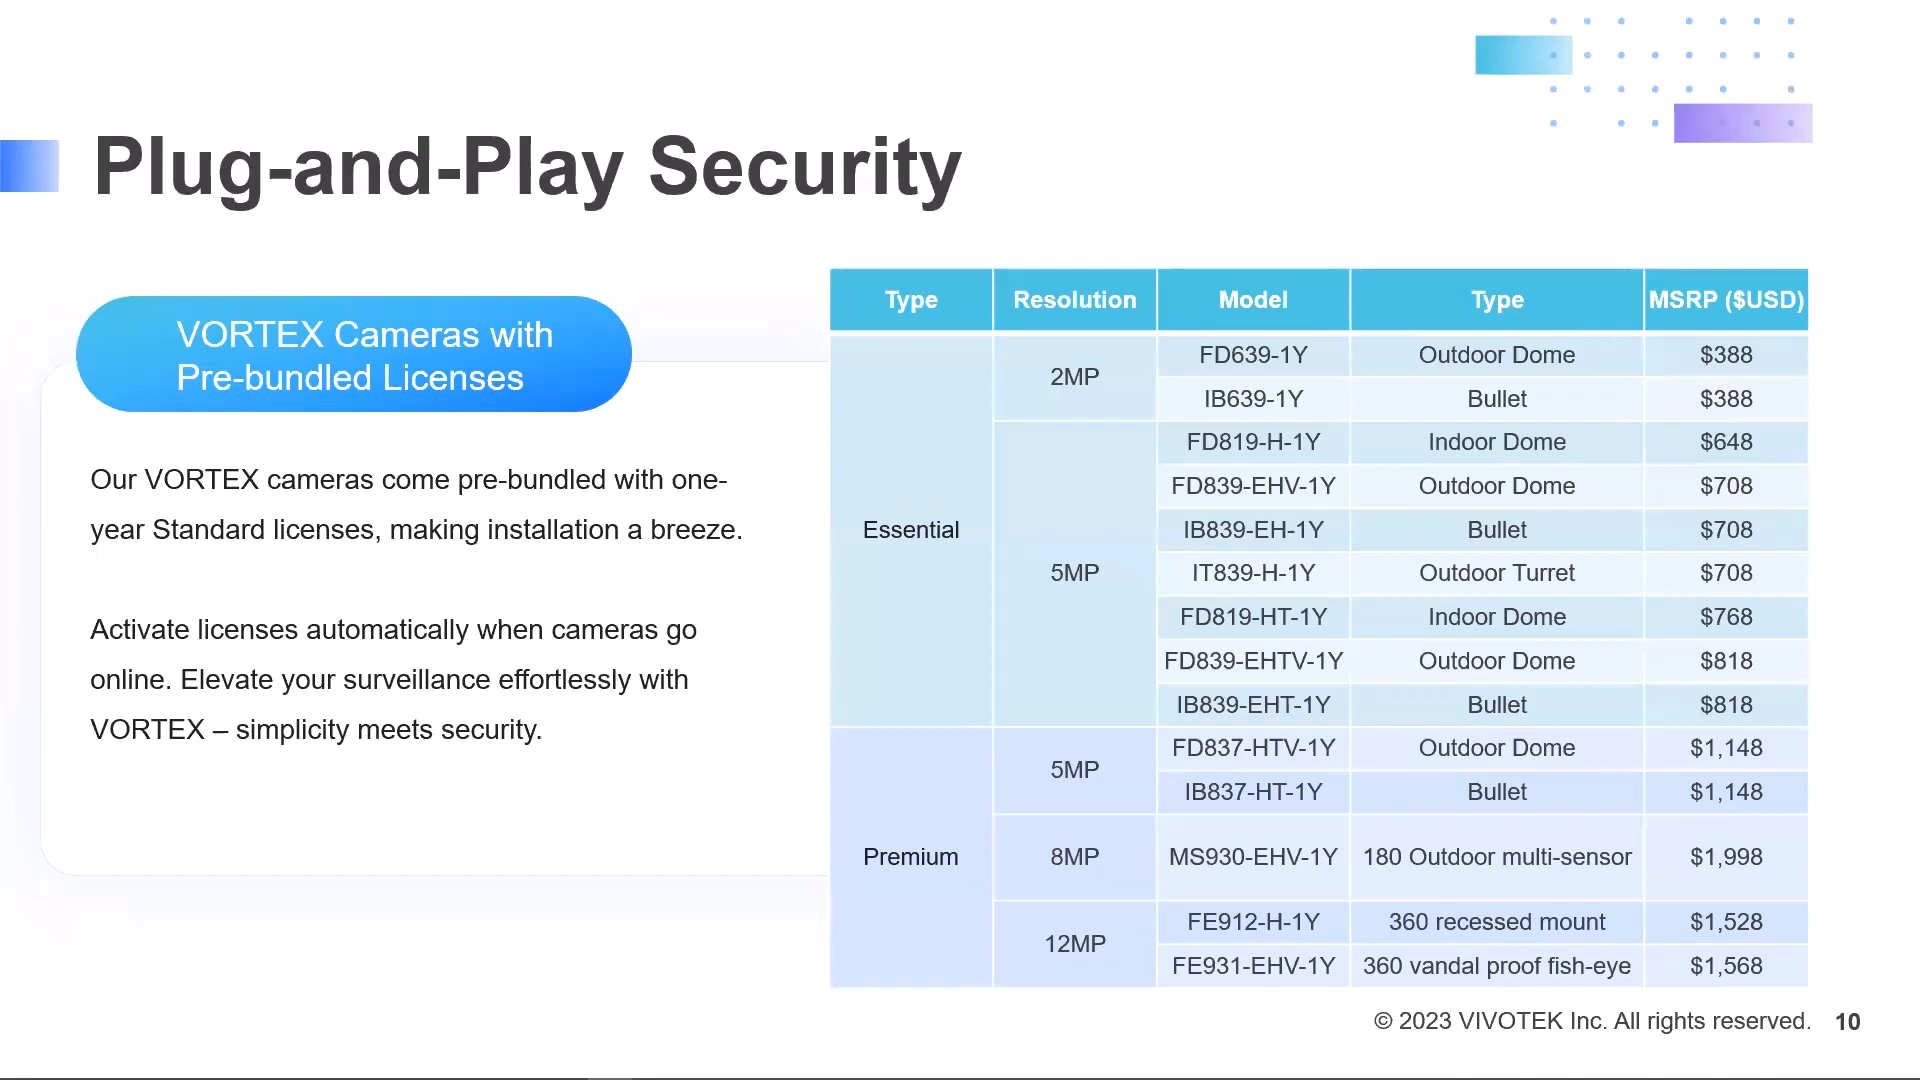 Plug-and-Play Security
VORTEX Cameras with
Pre-bundled Licenses
Our VORTEX cameras come pre-bundled with one-
year Standard licenses, making installation a breeze.
Activate licenses automatically when cameras go
online. Elevate your surveillance effortlessly with
VORTEX – simplicity meets security.
Type Resolution Model Type MSRP ($USD)
Essential 2MP FD639-1Y Outdoor Dome $388
IB639-1Y Bullet $388
5MP FD819-H-1Y Indoor Dome $648
FD839-EHV-1Y Outdoor Dome $708
IB839-EH-1Y Bullet $708
IT839-H-1Y Outdoor Turret $708
FD819-HT-1Y Indoor Dome $768
FD839-EHTV-1Y Outdoor Dome $818
IB839-EHT-1Y Bullet $818
Premium 5MP FD837-HTV-1Y Outdoor Dome $1,148
IB837-HT-1Y Bullet $1,148
8MP MS930-EHV-1Y 180 Outdoor multi-sensor $1,998
12MP FE912-H-1Y 360 recessed mount $1,528
FE931-EHV-1Y 360 vandal proof fish-eye $1,568
© 2023 VIVOTEK Inc. All rights reserved. 10